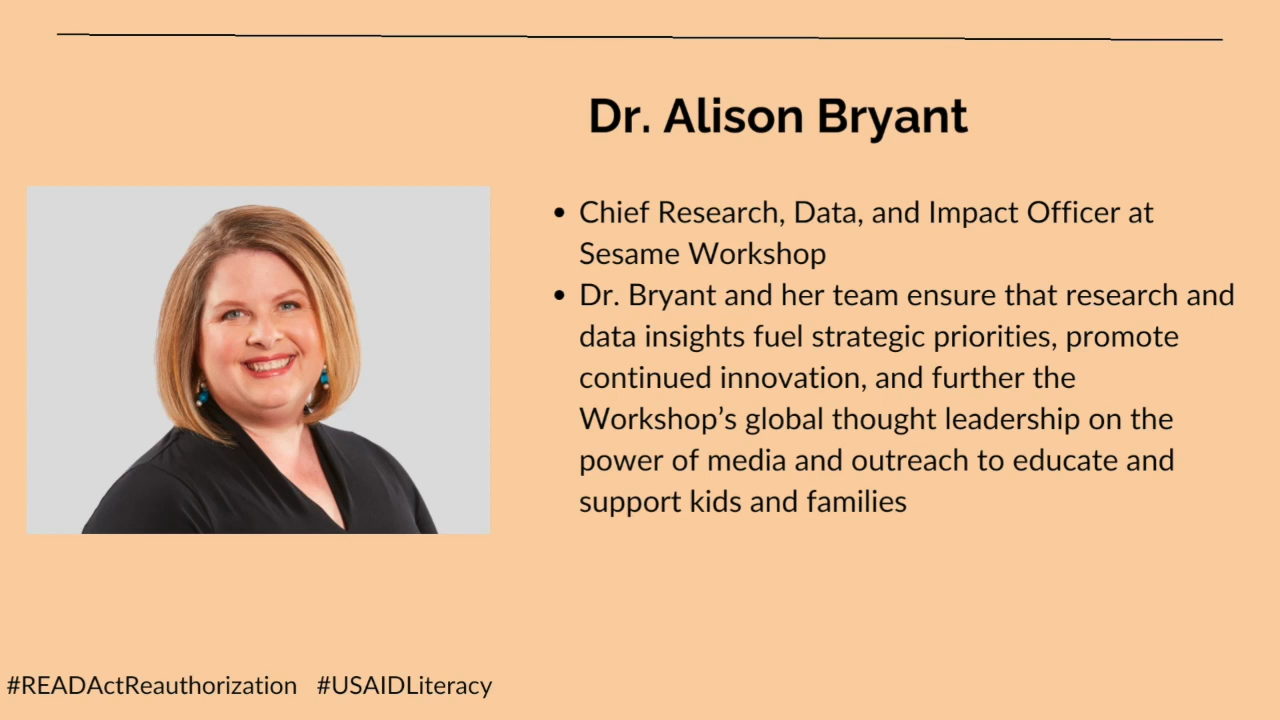 Dr. Alison Bryant
• Chief Research, Data, and Impact Officer at
Sesame Workshop
• Dr. Bryant and her team ensure that research and
data insights fuel strategic priorities, promote
continued innovation, and further the
Workshop’s global thought leadership on the
power of media and outreach to educate and
support kids and families
#READActReauthorization #USAIDLiteracy